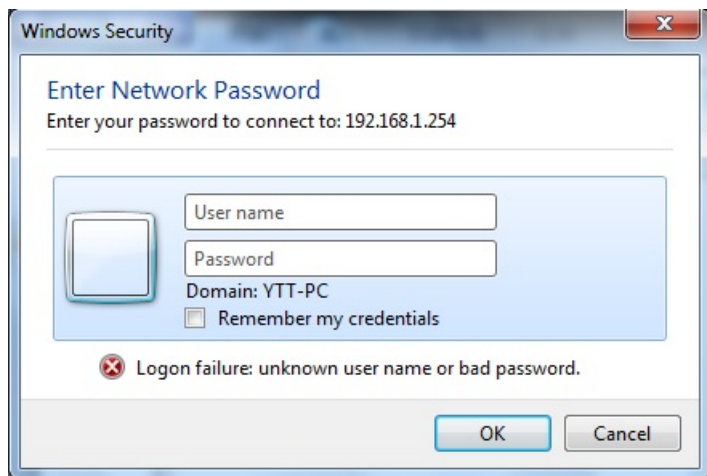 Windows Security
Enter Network Password
Enter your password to connect to: 192.168.1.254
User name
Password
Domain: YTT-PC
Remember my credentials
Logon failure: unknown user name or bad password.
OK Cancel